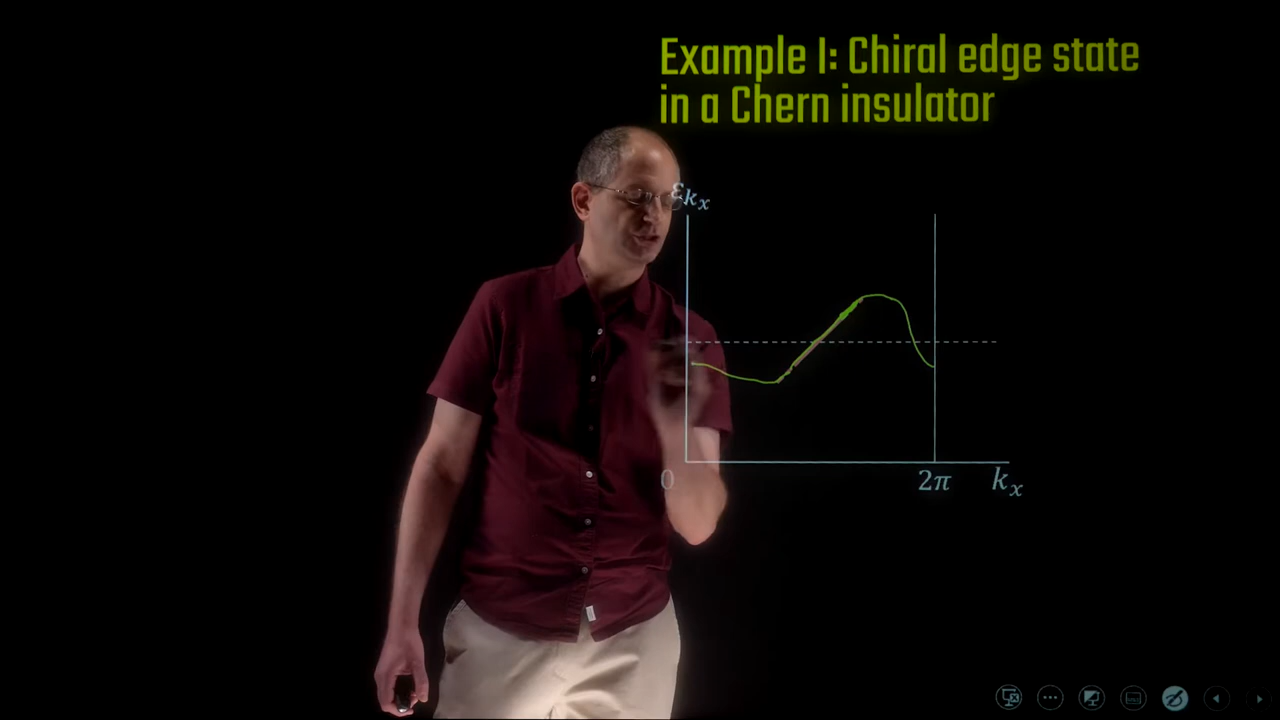 Example 1: Chiral edge state
in a Chern insulator
εkₓ
0
2π
kₓ